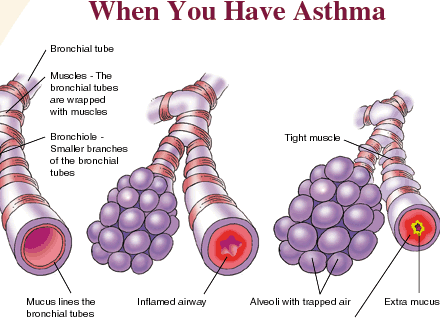 When You Have Asthma
Bronchial tube
Muscles - The
bronchial tubes
are wrapped
with muscles
Bronchiole -
Smaller branches
of the bronchial
tubes
Tight muscle
Mucus lines the
bronchial tubes
Inflamed airway
Alveoli with trapped air
Extra mucus